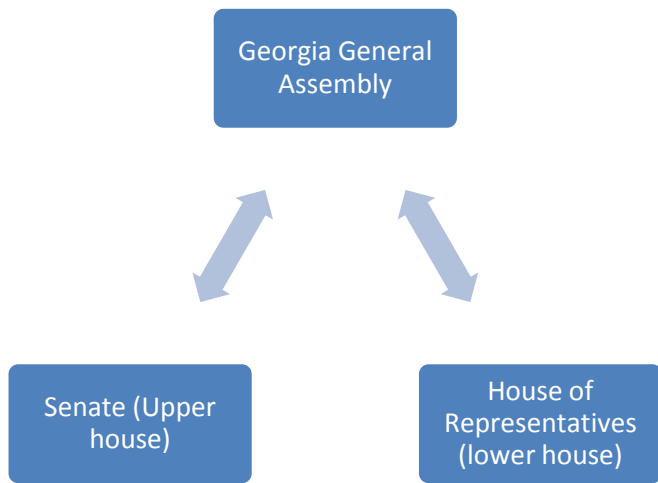 Georgia General
Assembly
Senate (Upper
house)
House of
Representatives
(lower house)